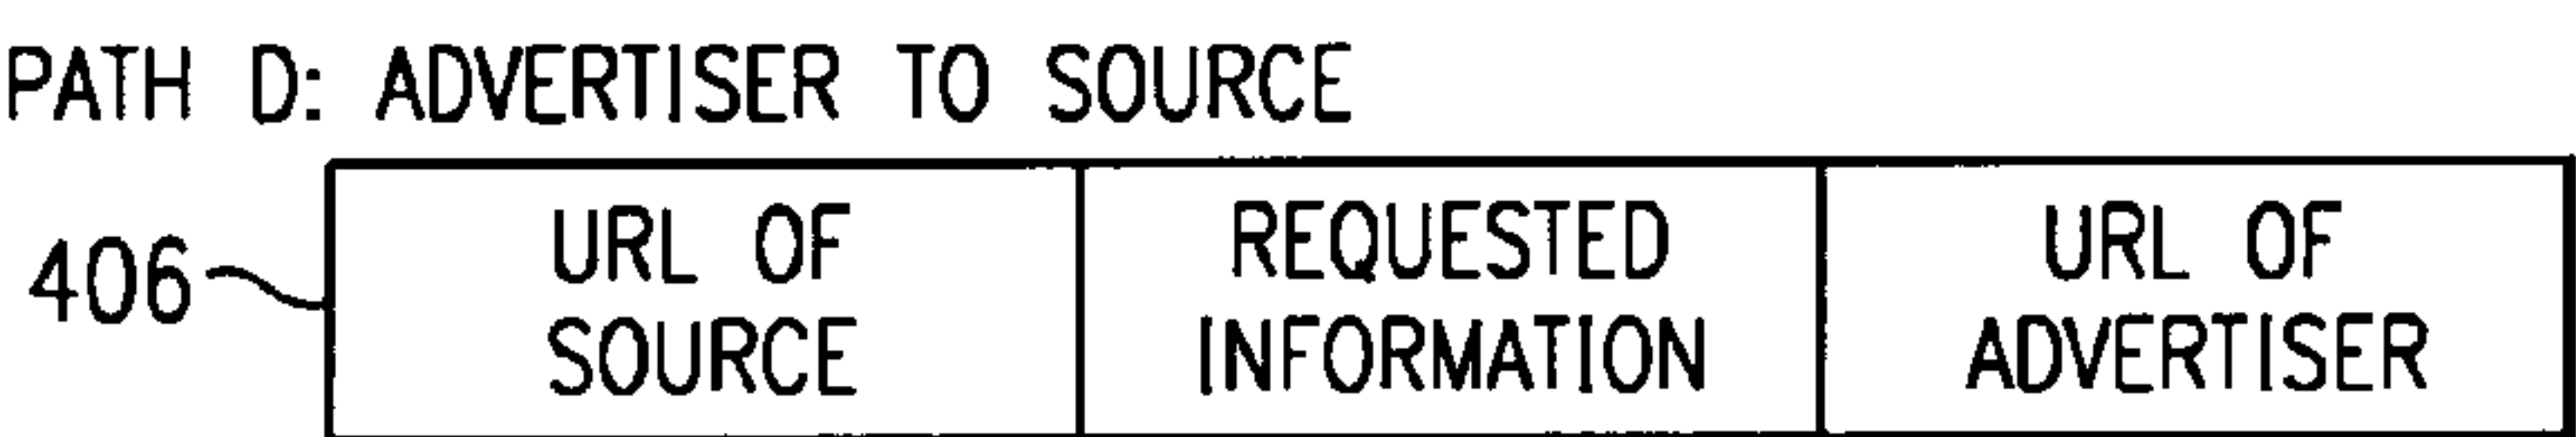 PATH D: ADVERTISER TO SOURCE
406
URL OF
SOURCE
REQUESTED
INFORMATION
URL OF
ADVERTISER